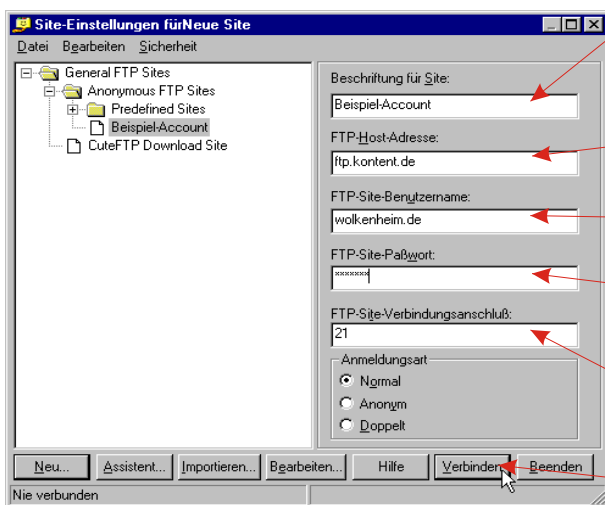 Site-Einstellungen fürNeue Site
Datei Bearbeiten Sicherheit
General FTP Sites
Anonymous FTP Sites
Predefined Sites
Beispiel-Account
CuteFTP Download Site
Beschriftung für Site:
Beispiel-Account
FTP-Host-Adresse:
ftp.kontent.de
FTP-Site-Benutzername:
wolkenheim.de
FTP-Site-Paßwort:
*******
FTP-Site-Verbindungsanschluß:
21
Anmeldungsart
Normal
Anonym
Doppelt
Neu... Assistent... Importieren... Bearbeiten... Hilfe Verbinden Beenden
Nie verbunden